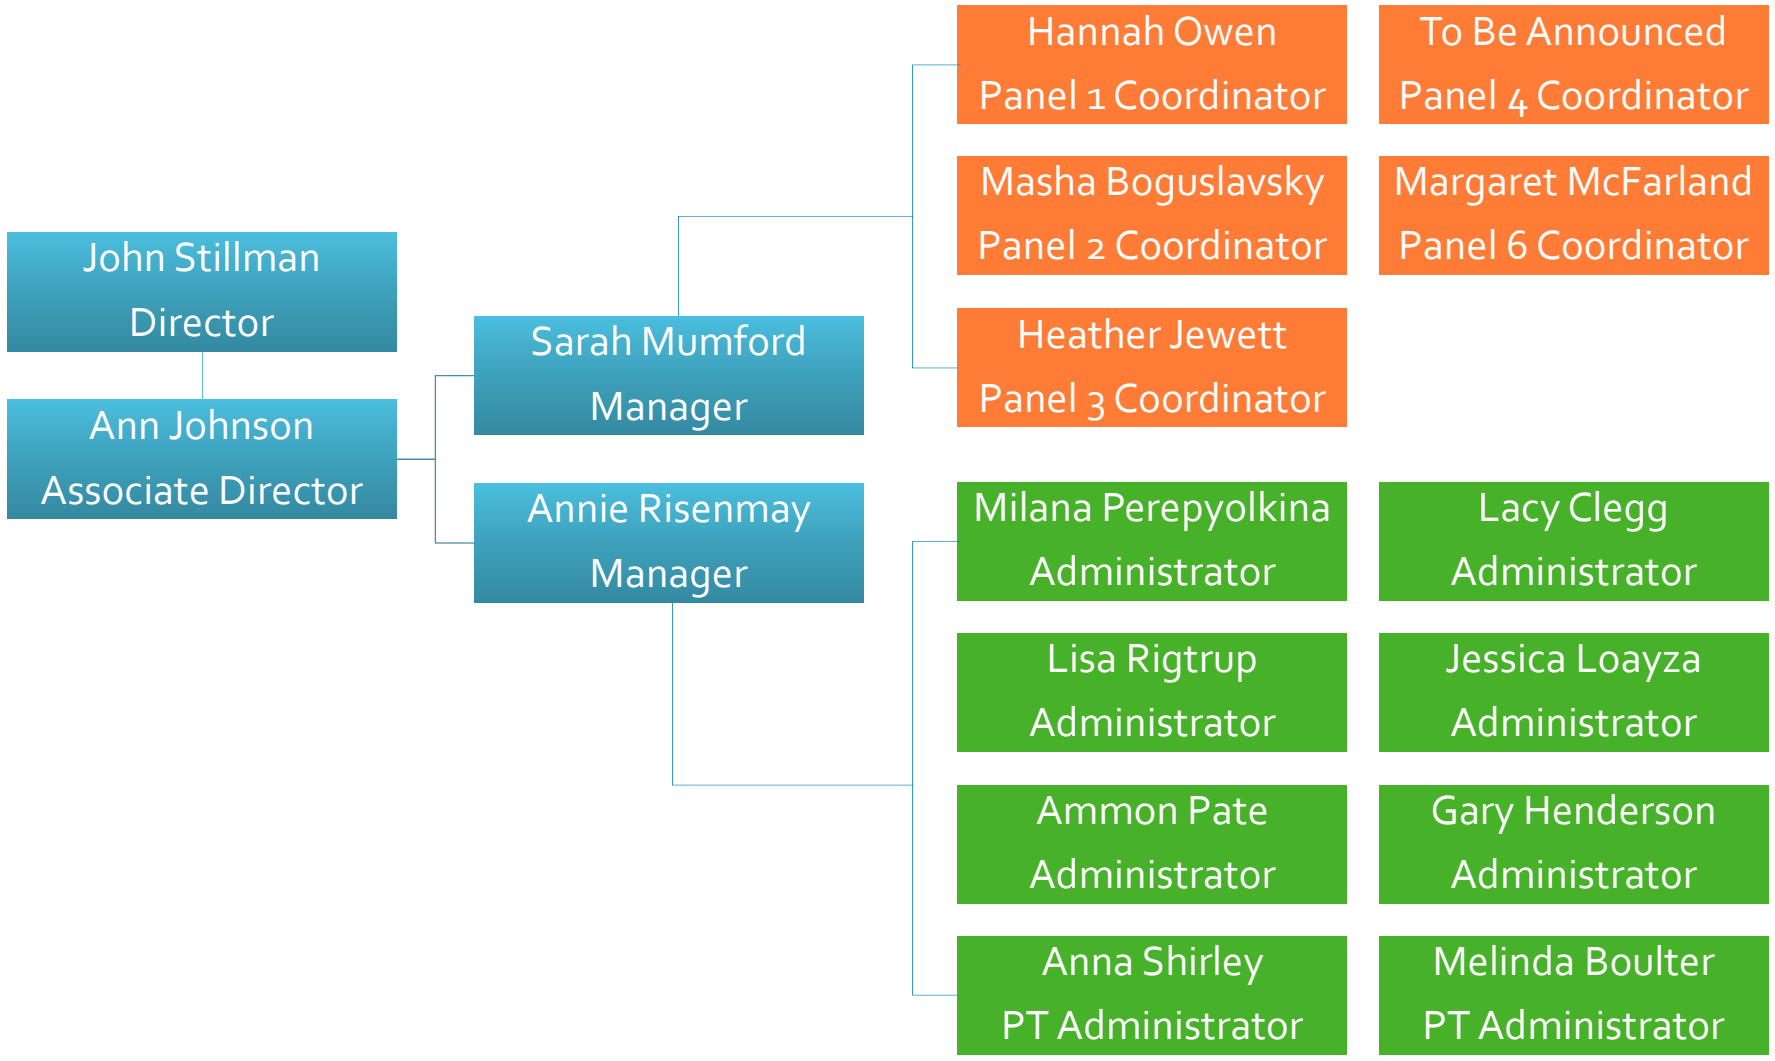 John Stillman
Director
Ann Johnson
Associate Director
Sarah Mumford
Manager
Annie Risenmay
Manager
Hannah Owen
Panel 1 Coordinator
To Be Announced
Panel 4 Coordinator
Masha Boguslavsky
Panel 2 Coordinator
Margaret McFarland
Panel 6 Coordinator
Heather Jewett
Panel 3 Coordinator
Milana Perepyolkina
Administrator
Lacy Clegg
Administrator
Lisa Rigtrup
Administrator
Jessica Loayza
Administrator
Ammon Pate
Administrator
Gary Henderson
Administrator
Anna Shirley
PT Administrator
Melinda Boulter
PT Administrator